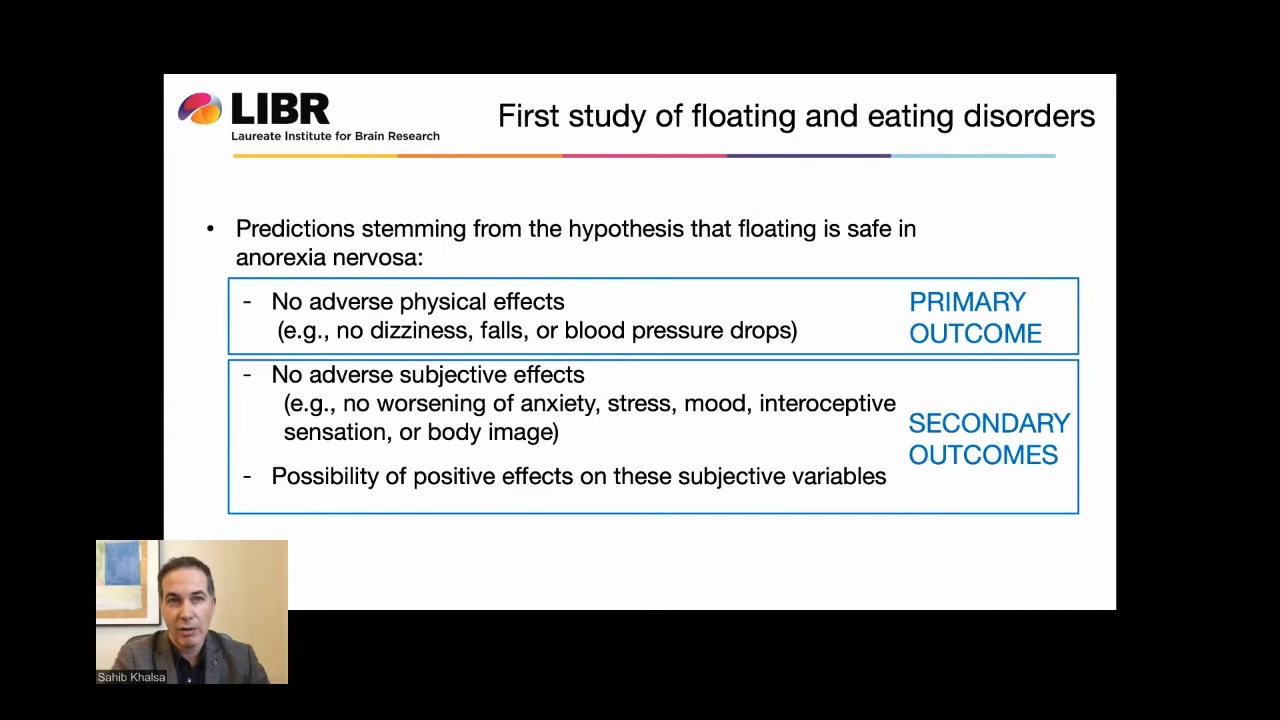 LIBR
Laureate Institute for Brain Research
First study of floating and eating disorders
• Predictions stemming from the hypothesis that floating is safe in
anorexia nervosa:
- No adverse physical effects
(e.g., no dizziness, falls, or blood pressure drops)
PRIMARY
OUTCOME
- No adverse subjective effects
(e.g., no worsening of anxiety, stress, mood, interoceptive
sensation, or body image)
- Possibility of positive effects on these subjective variables
SECONDARY
OUTCOMES
Sahib Khalsa